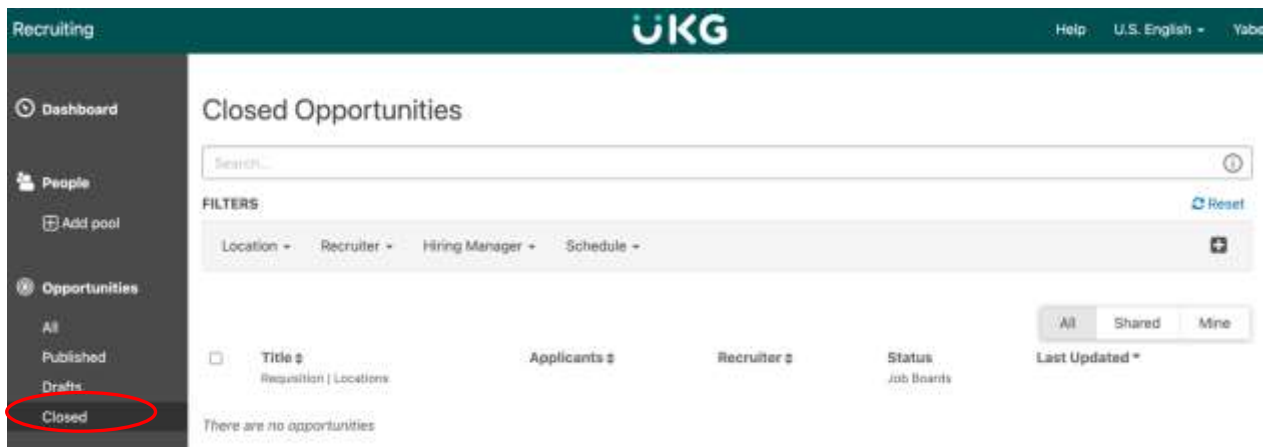 Recruiting
UKG
Help U.S. English Yabe
Dashboard
People
Add pool
Opportunities
All
Published
Drafts
Closed
Closed Opportunities
Search...
FILTERS
Reset
Location Recruiter Hiring Manager Schedule
All Shared Mine
Title Applicants Recruiter Status Last Updated
Requisition | Locations Job Boards
There are no opportunities